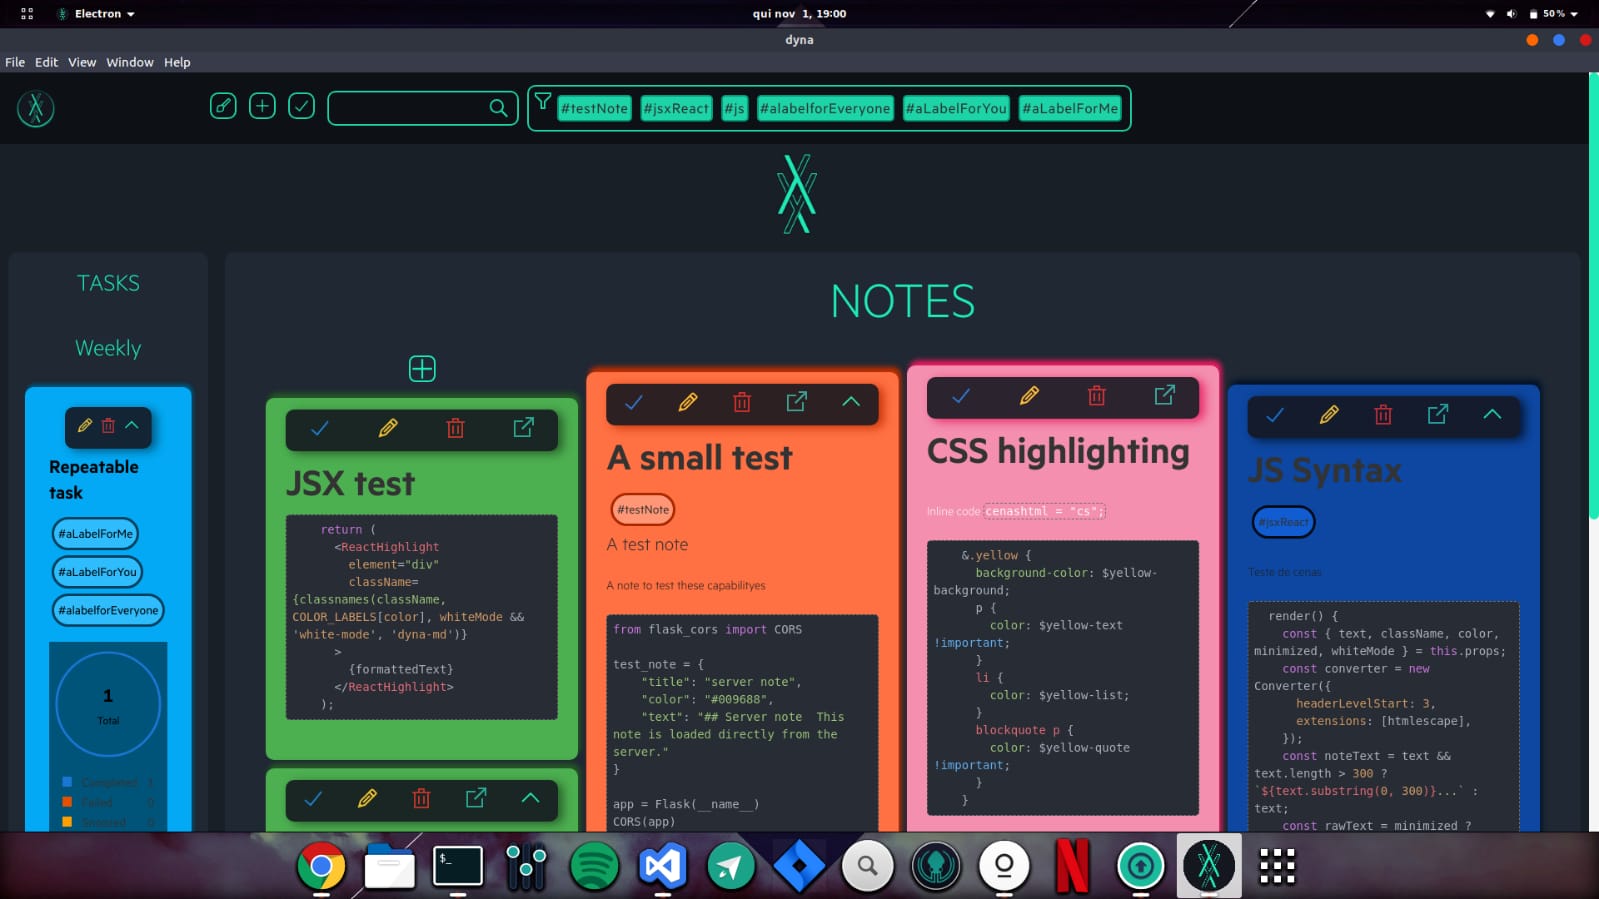 Electron
qui nov 1, 19:00
50 %
dyna
File Edit View Window Help
#testNote #jsxReact #js #alabelforEveryone #aLabelForYou #aLabelForMe
TASKS
Weekly
Repeatable
task
#aLabelForMe
#aLabelForYou
#alabelforEveryone
1
Total
Completed 1
Failed 0
Snoozed 0
NOTES
JSX test
return (
<ReactHighlight
element="div"
className=
{classnames(className,
COLOR_LABELS[color], whiteMode &&
'white-mode', 'dyna-md')}
>
{formattedText}
</ReactHighlight>
);
A small test
#testNote
A test note
A note to test these capabilityes
from flask_cors import CORS
test_note = {
"title": "server note",
"color": "#009688",
"text": "## Server note  This
note is loaded directly from the
server."
}
app = Flask(__name__)
CORS(app)
CSS highlighting
Inline code cenashtml = "cs";
&.yellow {
background-color: $yellow-
background;
p {
color: $yellow-text
!important;
}
li {
color: $yellow-list;
}
blockquote p {
color: $yellow-quote
!important;
}
}
JS Syntax
#jsxReact
Teste de cenas
render() {
const { text, className, color,
minimized, whiteMode } = this.props;
const converter = new
Converter({
headerLevelStart: 3,
extensions: [htmlescape],
});
const noteText = text &&
text.length > 300 ?
`${text.substring(0, 300)}...` :
text;
const rawText = minimized ?
$_
N